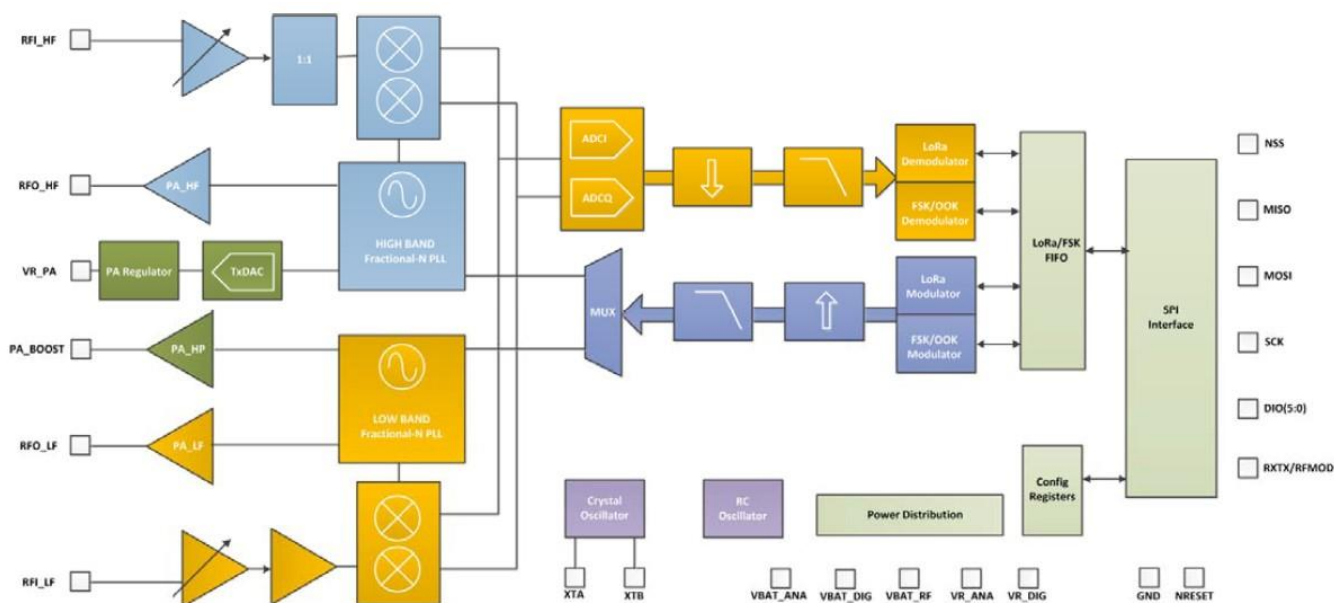 RFI_HF
1:1
RFO_HF
PA_HF
HIGH BAND
Fractional-N PLL
VR_PA
PA Regulator
TxDAC
PA_BOOST
PA_HP
LOW BAND
Fractional-N PLL
RFO_LF
PA_LF
RFI_LF
ADCI
ADCQ
MUX
LoRa
Demodulator
FSK/OOK
Demodulator
LoRa
Modulator
FSK/OOK
Modulator
LoRa/FSK
FIFO
SPI
Interface
Config
Registers
NSS
MISO
MOSI
SCK
DIO(5:0)
RXTX/RFMOD
Crystal
Oscillator
RC
Oscillator
Power Distribution
XTA
XTB
VBAT_ANA
VBAT_DIG
VBAT_RF
VR_ANA
VR_DIG
GND
NRESET